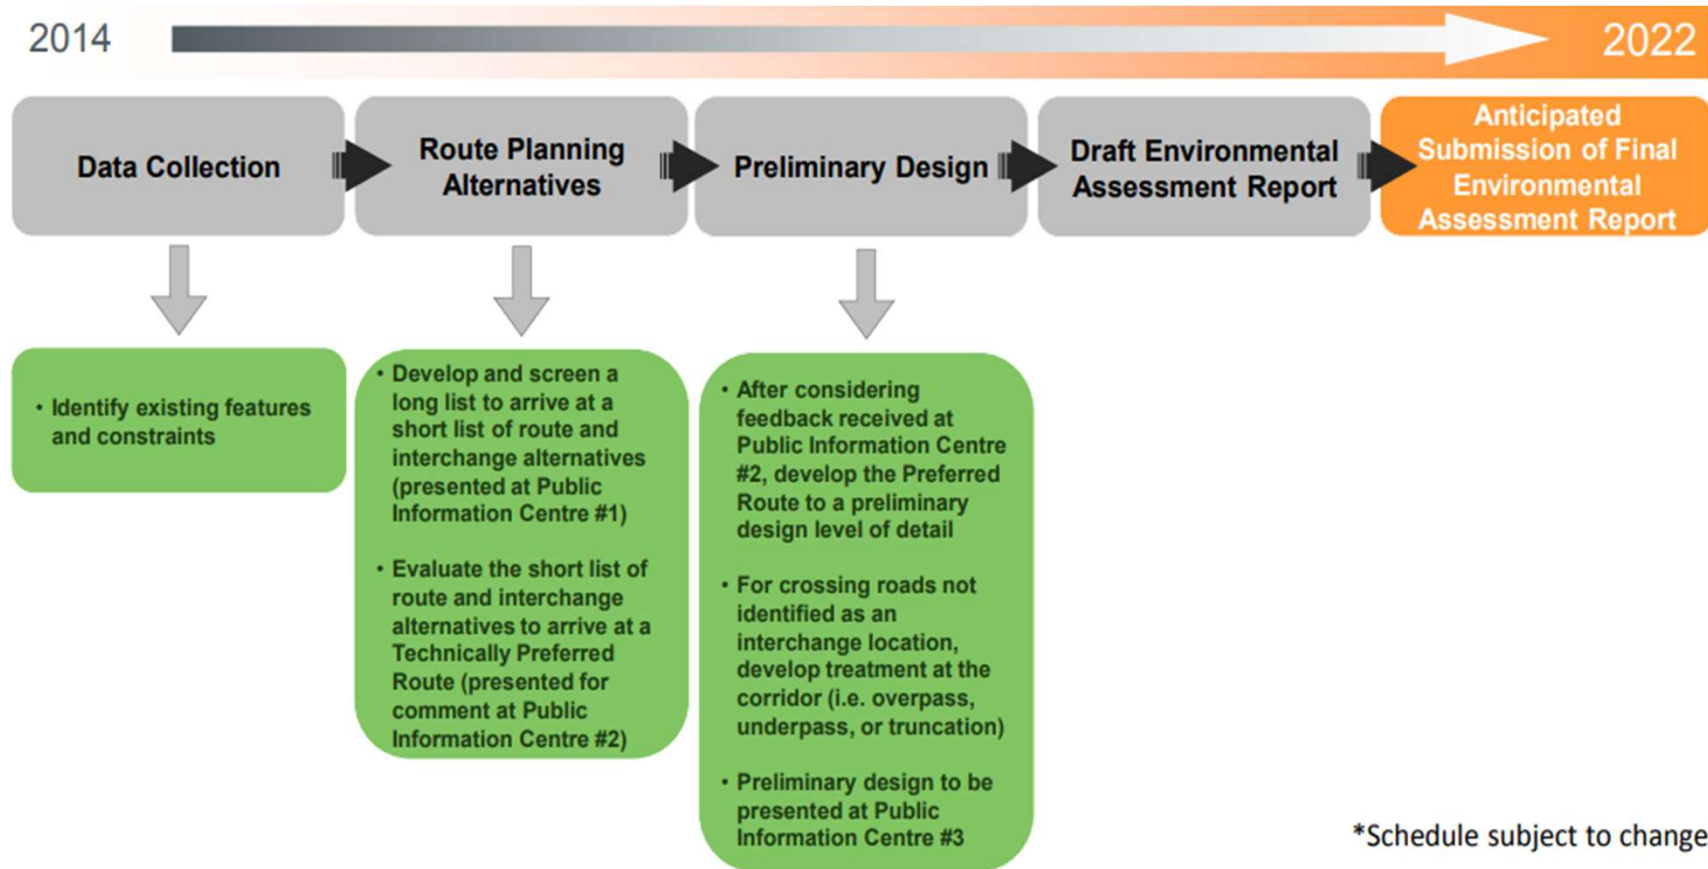 2014
2022
Data Collection
Route Planning
Alternatives
Preliminary Design
Draft Environmental
Assessment Report
Anticipated
Submission of Final
Environmental
Assessment Report
• Identify existing features
and constraints
• Develop and screen a
long list to arrive at a
short list of route and
interchange alternatives
(presented at Public
Information Centre #1)
• Evaluate the short list of
route and interchange
alternatives to arrive at a
Technically Preferred
Route (presented for
comment at Public
Information Centre #2)
• After considering
feedback received at
Public Information Centre
#2, develop the Preferred
Route to a preliminary
design level of detail
• For crossing roads not
identified as an
interchange location,
develop treatment at the
corridor (i.e. overpass,
underpass, or truncation)
• Preliminary design to be
presented at Public
Information Centre #3
*Schedule subject to change